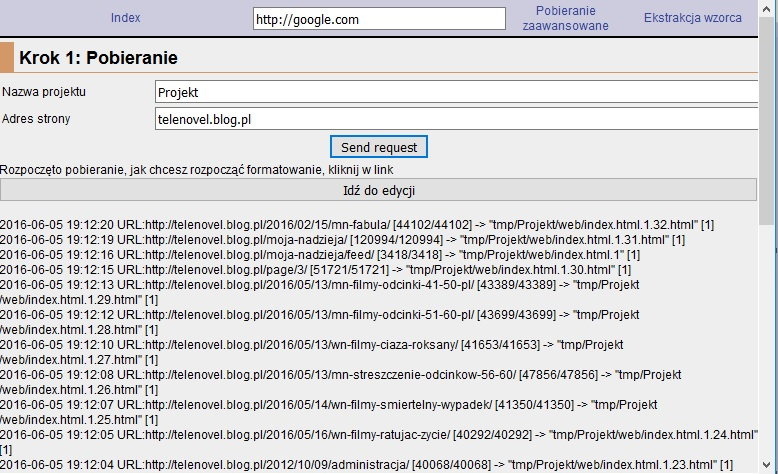 Index
http://google.com
Pobieranie
zaawansowane
Ekstrakcja wzorca
Krok 1: Pobieranie
Nazwa projektu
Projekt
Adres strony
telenovel.blog.pl
Send request
Rozpoczęto pobieranie, jak chcesz rozpocząć formatowanie, kliknij w link
Idź do edycji
2016-06-05 19:12:20 URL:http://telenovel.blog.pl/2016/02/15/mn-fabula/ [44102/44102] -> "tmp/Projekt/web/index.html.1.32.html" [1]
2016-06-05 19:12:19 URL:http://telenovel.blog.pl/moja-nadzieja/ [120994/120994] -> "tmp/Projekt/web/index.html.1.31.html" [1]
2016-06-05 19:12:16 URL:http://telenovel.blog.pl/moja-nadzieja/feed/ [3418/3418] -> "tmp/Projekt/web/index.html.1" [1]
2016-06-05 19:12:15 URL:http://telenovel.blog.pl/page/3/ [51721/51721] -> "tmp/Projekt/web/index.html.1.30.html" [1]
2016-06-05 19:12:13 URL:http://telenovel.blog.pl/2016/05/13/mn-filmy-odcinki-41-50-pl/ [43389/43389] -> "tmp/Projekt
/web/index.html.1.29.html" [1]
2016-06-05 19:12:12 URL:http://telenovel.blog.pl/2016/05/13/mn-filmy-odcinki-51-60-pl/ [43699/43699] -> "tmp/Projekt
/web/index.html.1.28.html" [1]
2016-06-05 19:12:10 URL:http://telenovel.blog.pl/2016/05/13/wn-filmy-ciaza-roksany/ [41653/41653] -> "tmp/Projekt
/web/index.html.1.27.html" [1]
2016-06-05 19:12:08 URL:http://telenovel.blog.pl/2016/05/13/mn-streszczenie-odcinkow-56-60/ [47856/47856] -> "tmp/Projekt
/web/index.html.1.26.html" [1]
2016-06-05 19:12:07 URL:http://telenovel.blog.pl/2016/05/14/wn-filmy-smiertelny-wypadek/ [41350/41350] -> "tmp/Projekt
/web/index.html.1.25.html" [1]
2016-06-05 19:12:05 URL:http://telenovel.blog.pl/2016/05/16/wn-filmy-ratujac-zycie/ [40292/40292] -> "tmp/Projekt/web/index.html.1.24.html"
[1]
2016-06-05 19:12:04 URL:http://telenovel.blog.pl/2012/10/09/administracja/ [40068/40068] -> "tmp/Projekt/web/index.html.1.23.html" [1]